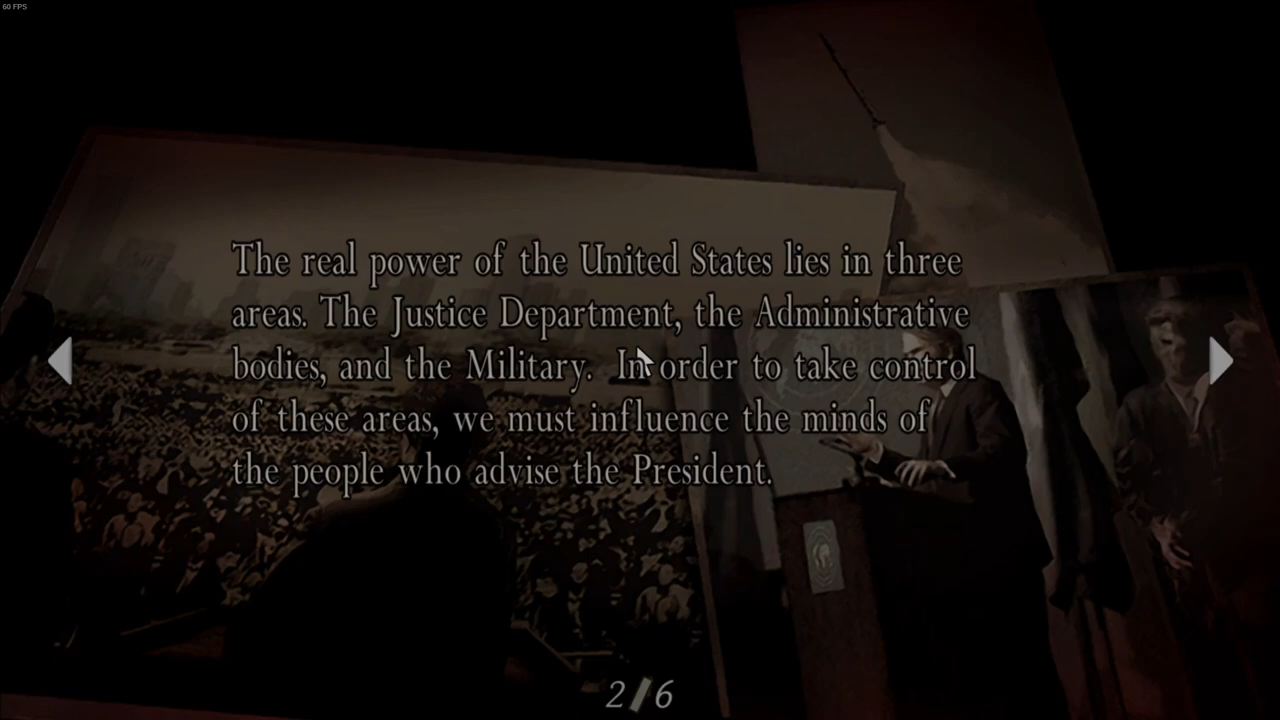 60 FPS
The real power of the United States lies in three
areas. The Justice Department, the Administrative
bodies, and the Military. In order to take control
of these areas, we must influence the minds of
the people who advise the President.
2/6